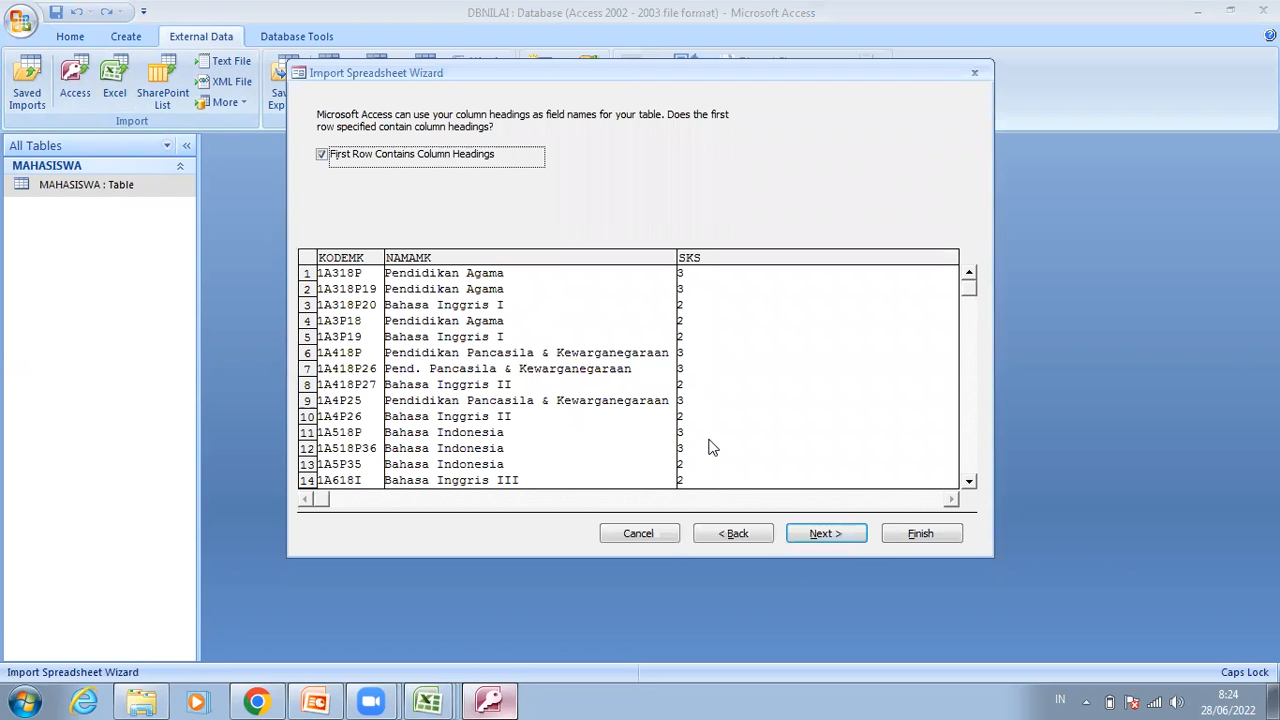 DBNILAI : Database (Access 2002 - 2003 file format) - Microsoft Access
Home Create External Data Database Tools
Saved Imports
Access
Excel
SharePoint List
Text File
XML File
More
Import
All Tables
MAHASISWA
MAHASISWA : Table
Import Spreadsheet Wizard
Microsoft Access can use your column headings as field names for your table. Does the first
row specified contain column headings?
First Row Contains Column Headings
KODEMK NAMAMK SKS
1 1A318P Pendidikan Agama 3
2 1A318P19 Pendidikan Agama 3
3 1A318P20 Bahasa Inggris I 2
4 1A3P18 Pendidikan Agama 2
5 1A3P19 Bahasa Inggris I 2
6 1A418P Pendidikan Pancasila & Kewarganegaraan 3
7 1A418P26 Pend. Pancasila & Kewarganegaraan 3
8 1A418P27 Bahasa Inggris II 2
9 1A4P25 Pendidikan Pancasila & Kewarganegaraan 3
10 1A4P26 Bahasa Inggris II 2
11 1A518P Bahasa Indonesia 3
12 1A518P36 Bahasa Indonesia 3
13 1A5P35 Bahasa Indonesia 2
14 1A618I Bahasa Inggris III 2
Cancel < Back Next > Finish
Import Spreadsheet Wizard
Caps Lock
IN
8:24
28/06/2022